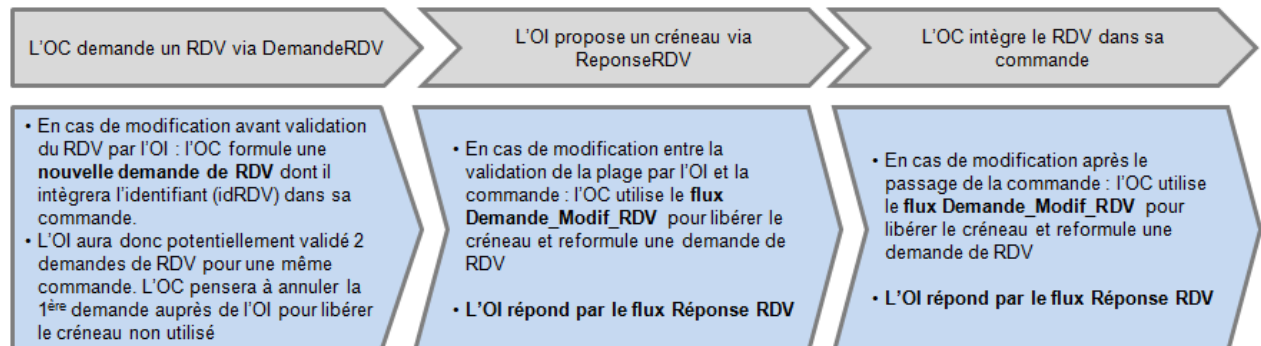 L'OC demande un RDV via DemandeRDV
L'OI propose un créneau via
ReponseRDV
L'OC intègre le RDV dans sa
commande
• En cas de modification avant validation
du RDV par l'OI : l'OC formule une
nouvelle demande de RDV dont il
intègrera l'identifiant (idRDV) dans sa
commande.
• L'OI aura donc potentiellement validé 2
demandes de RDV pour une même
commande. L'OC pensera à annuler la
1ère demande auprès de l'OI pour libérer
le créneau non utilisé
• En cas de modification entre la
validation de la plage par l'OI et la
commande : l'OC utilise le flux
Demande_Modif_RDV pour libérer le
créneau et reformule une demande de
RDV
• L'OI répond par le flux Réponse RDV
• En cas de modification après le
passage de la commande : l'OC utilise
le flux Demande_Modif_RDV pour
libérer le créneau et reformule une
demande de RDV
• L'OI répond par le flux Réponse RDV